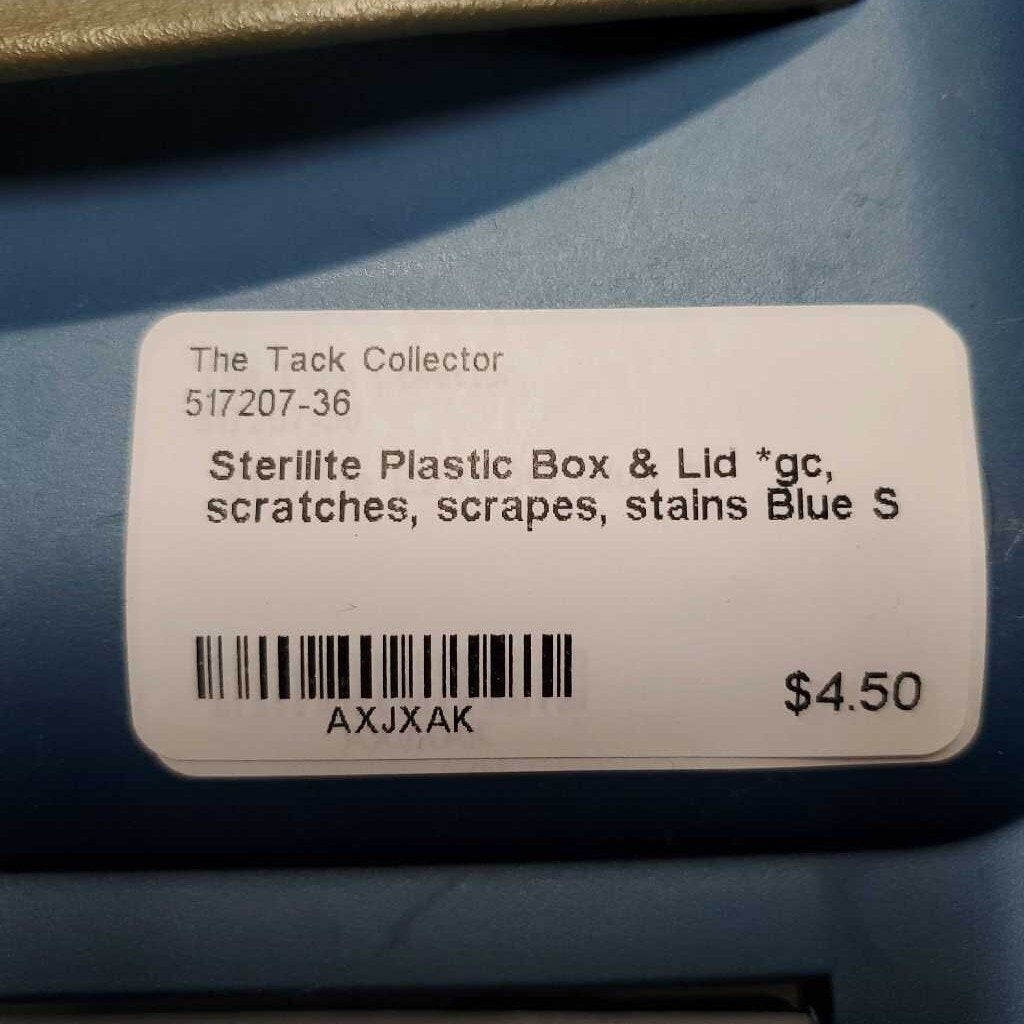 The Tack Collector
517207-36
Sterilite Plastic Box & Lid *gc,
scratches, scrapes, stains Blue S
AXJXAK
$4.50